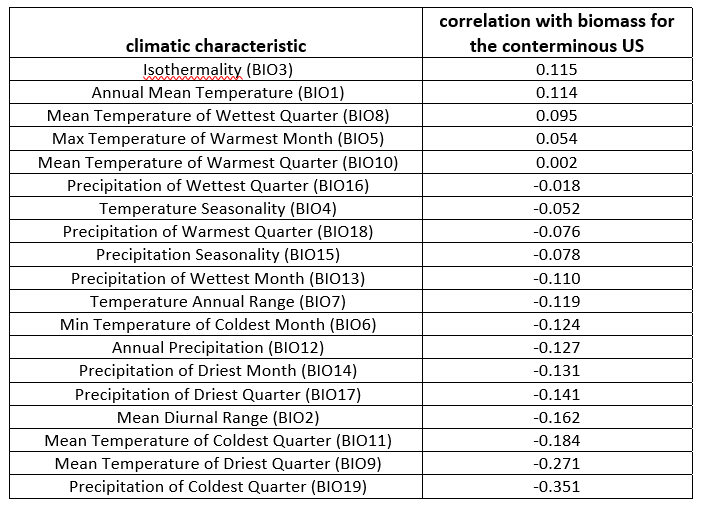 climatic characteristic
correlation with biomass for
the conterminous US
Isothermality (BIO3) 0.115
Annual Mean Temperature (BIO1) 0.114
Mean Temperature of Wettest Quarter (BIO8) 0.095
Max Temperature of Warmest Month (BIO5) 0.054
Mean Temperature of Warmest Quarter (BIO10) 0.002
Precipitation of Wettest Quarter (BIO16) -0.018
Temperature Seasonality (BIO4) -0.052
Precipitation of Warmest Quarter (BIO18) -0.076
Precipitation Seasonality (BIO15) -0.078
Precipitation of Wettest Month (BIO13) -0.110
Temperature Annual Range (BIO7) -0.119
Min Temperature of Coldest Month (BIO6) -0.124
Annual Precipitation (BIO12) -0.127
Precipitation of Driest Month (BIO14) -0.131
Precipitation of Driest Quarter (BIO17) -0.141
Mean Diurnal Range (BIO2) -0.162
Mean Temperature of Coldest Quarter (BIO11) -0.184
Mean Temperature of Driest Quarter (BIO9) -0.271
Precipitation of Coldest Quarter (BIO19) -0.351